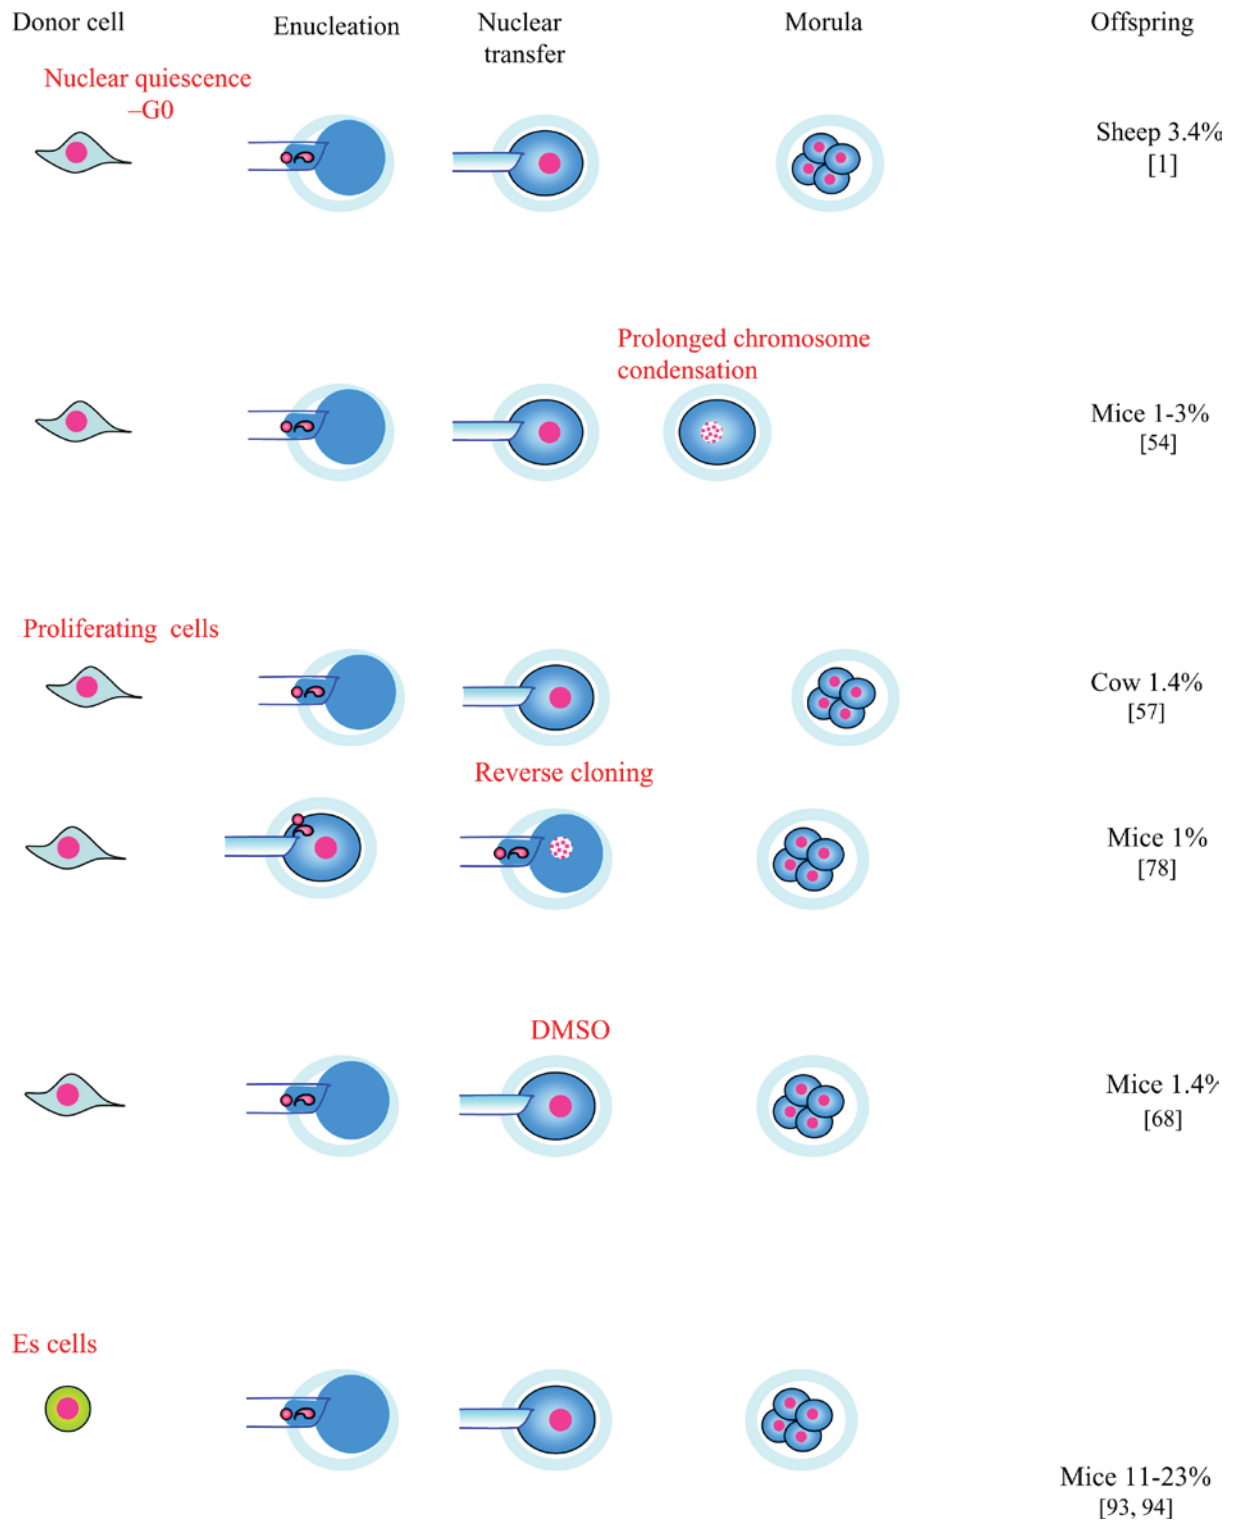 Donor cell
Enucleation
Nuclear
transfer
Morula
Offspring
Nuclear quiescence
–G0
Sheep 3.4%
[1]
Prolonged chromosome
condensation
Mice 1-3%
[54]
Proliferating cells
Cow 1.4%
[57]
Reverse cloning
Mice 1%
[78]
DMSO
Mice 1.4%
[68]
Es cells
Mice 11-23%
[93, 94]